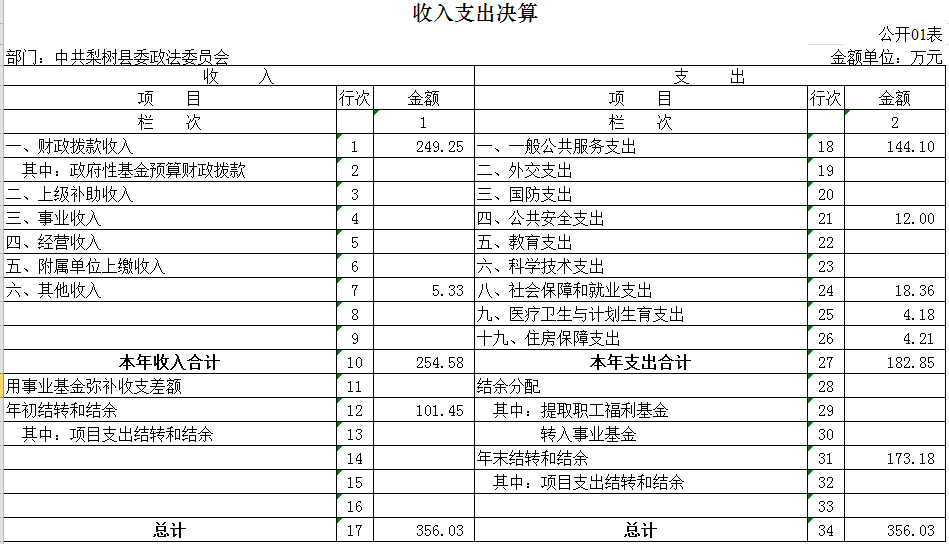 收入支出决算
公开01表
部门：中共梨树县委政法委员会 金额单位：万元
收 入 支 出
项 目 行次 金额 项 目 行次 金额
栏 次 1 栏 次 2
一、财政拨款收入 1 249.25 一、一般公共服务支出 18 144.10
其中：政府性基金预算财政拨款 2 二、外交支出 19
二、上级补助收入 3 三、国防支出 20
三、事业收入 4 四、公共安全支出 21 12.00
四、经营收入 5 五、教育支出 22
五、附属单位上缴收入 6 六、科学技术支出 23
六、其他收入 7 5.33 八、社会保障和就业支出 24 18.36
8 九、医疗卫生与计划生育支出 25 4.18
9 十九、住房保障支出 26 4.21
本年收入合计 10 254.58 本年支出合计 27 182.85
用事业基金弥补收支差额 11 结余分配 28
年初结转和结余 12 101.45 其中：提取职工福利基金 29
其中：项目支出结转和结余 13 转入事业基金 30
14 年末结转和结余 31 173.18
15 其中：项目支出结转和结余 32
16 33
总计 17 356.03 总计 34 356.03